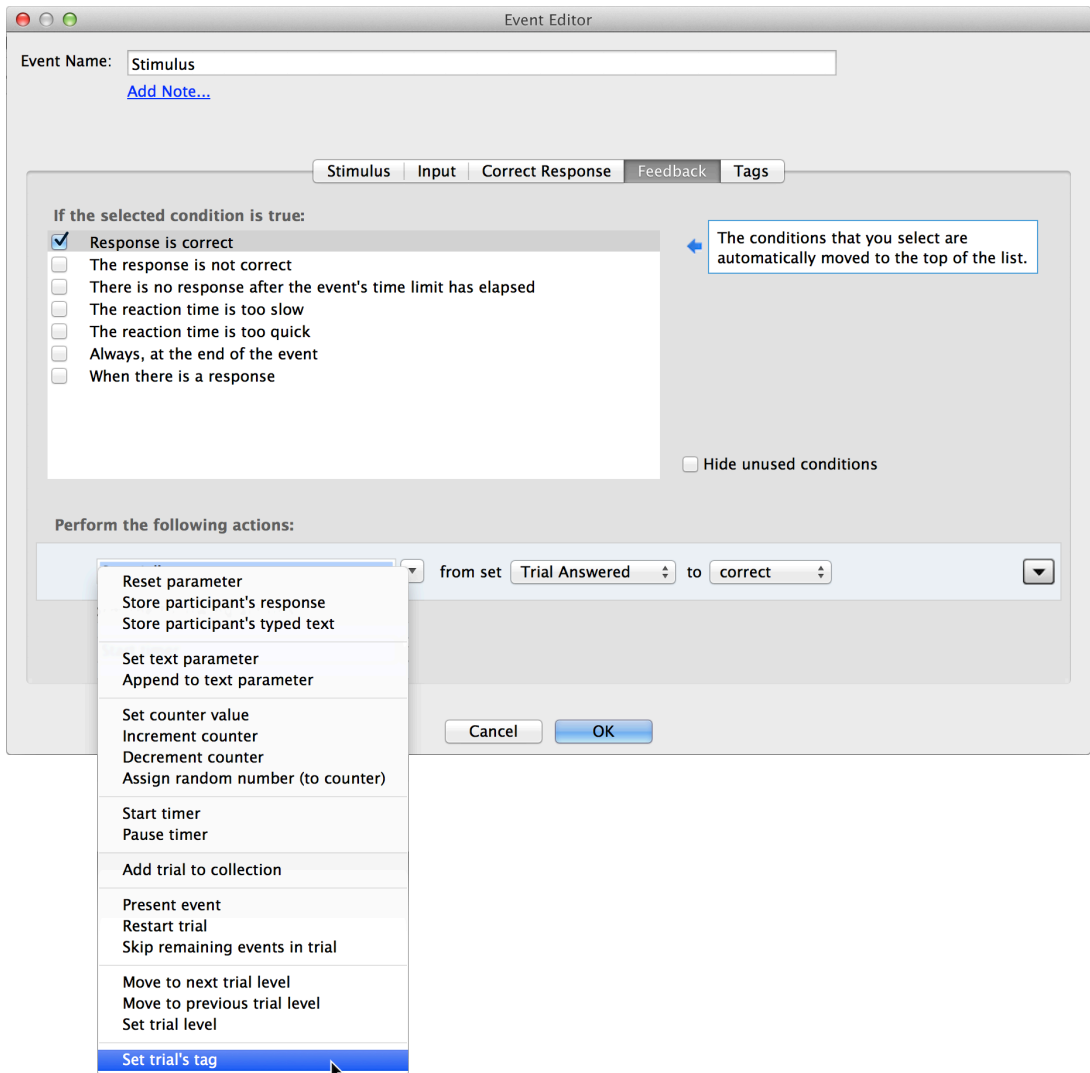 Event Editor
Event Name: Stimulus
Add Note...
Stimulus Input Correct Response Feedback Tags
If the selected condition is true:
Response is correct
The response is not correct
There is no response after the event's time limit has elapsed
The reaction time is too slow
The reaction time is too quick
Always, at the end of the event
When there is a response
The conditions that you select are
automatically moved to the top of the list.
Hide unused conditions
Perform the following actions:
from set Trial Answered to correct
Reset parameter
Store participant's response
Store participant's typed text
Set text parameter
Append to text parameter
Set counter value
Increment counter
Decrement counter
Assign random number (to counter)
Start timer
Pause timer
Add trial to collection
Present event
Restart trial
Skip remaining events in trial
Move to next trial level
Move to previous trial level
Set trial level
Set trial's tag
Cancel OK